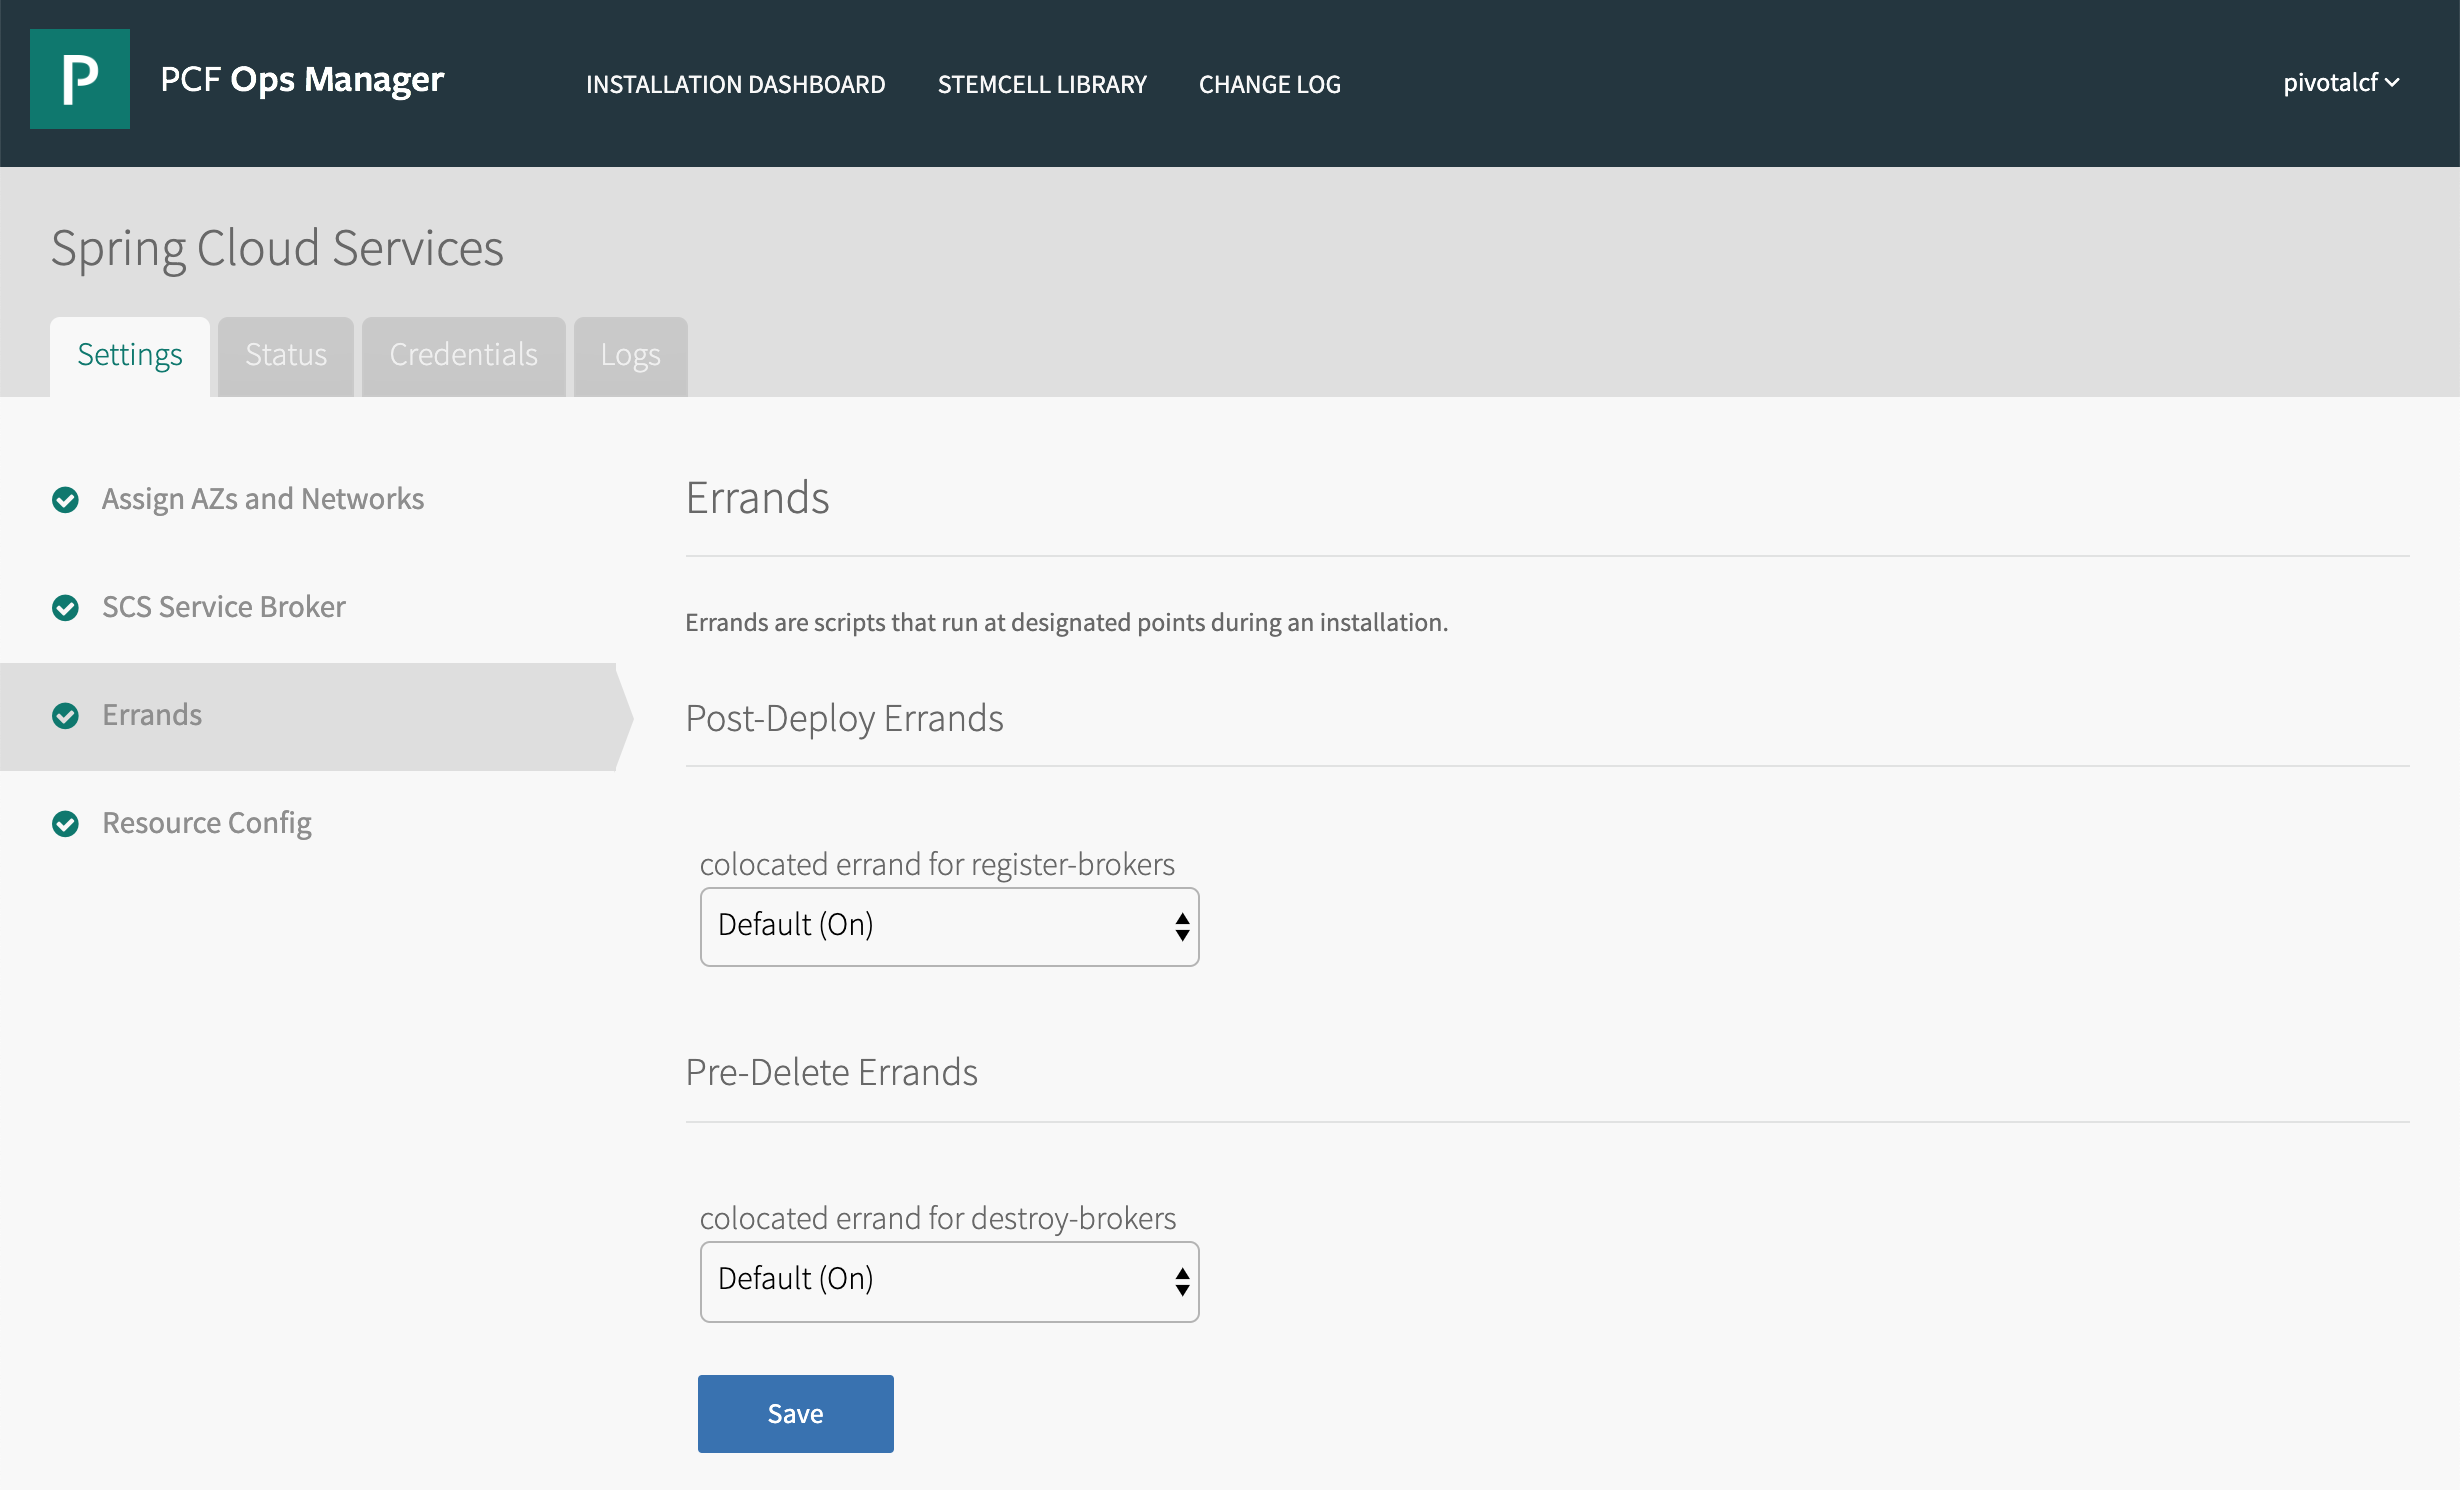 P
PCF Ops Manager
INSTALLATION DASHBOARD
STEMCELL LIBRARY
CHANGE LOG
pivotalcf
Spring Cloud Services
Settings
Status
Credentials
Logs
Assign AZs and Networks
SCS Service Broker
Errands
Resource Config
Errands
Errands are scripts that run at designated points during an installation.
Post-Deploy Errands
colocated errand for register-brokers
Default (On)
Pre-Delete Errands
colocated errand for destroy-brokers
Default (On)
Save